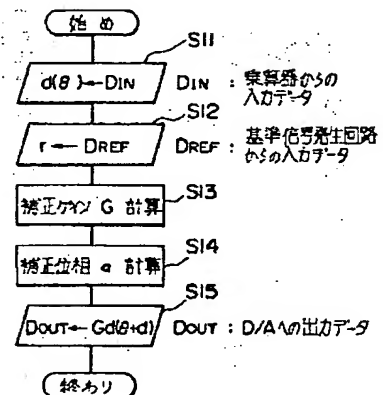 始め
S11
d(θ)←DIN
DIN : 乗算器からの
入力データ
S12
r ← DREF
DREF : 基準信号発生回路
からの入力データ
S13
補正ゲイン G 計算
S14
補正位相 α 計算
S15
DOUT←Gd(θ+d)
DOUT : D/Aへの出力データ
終わり